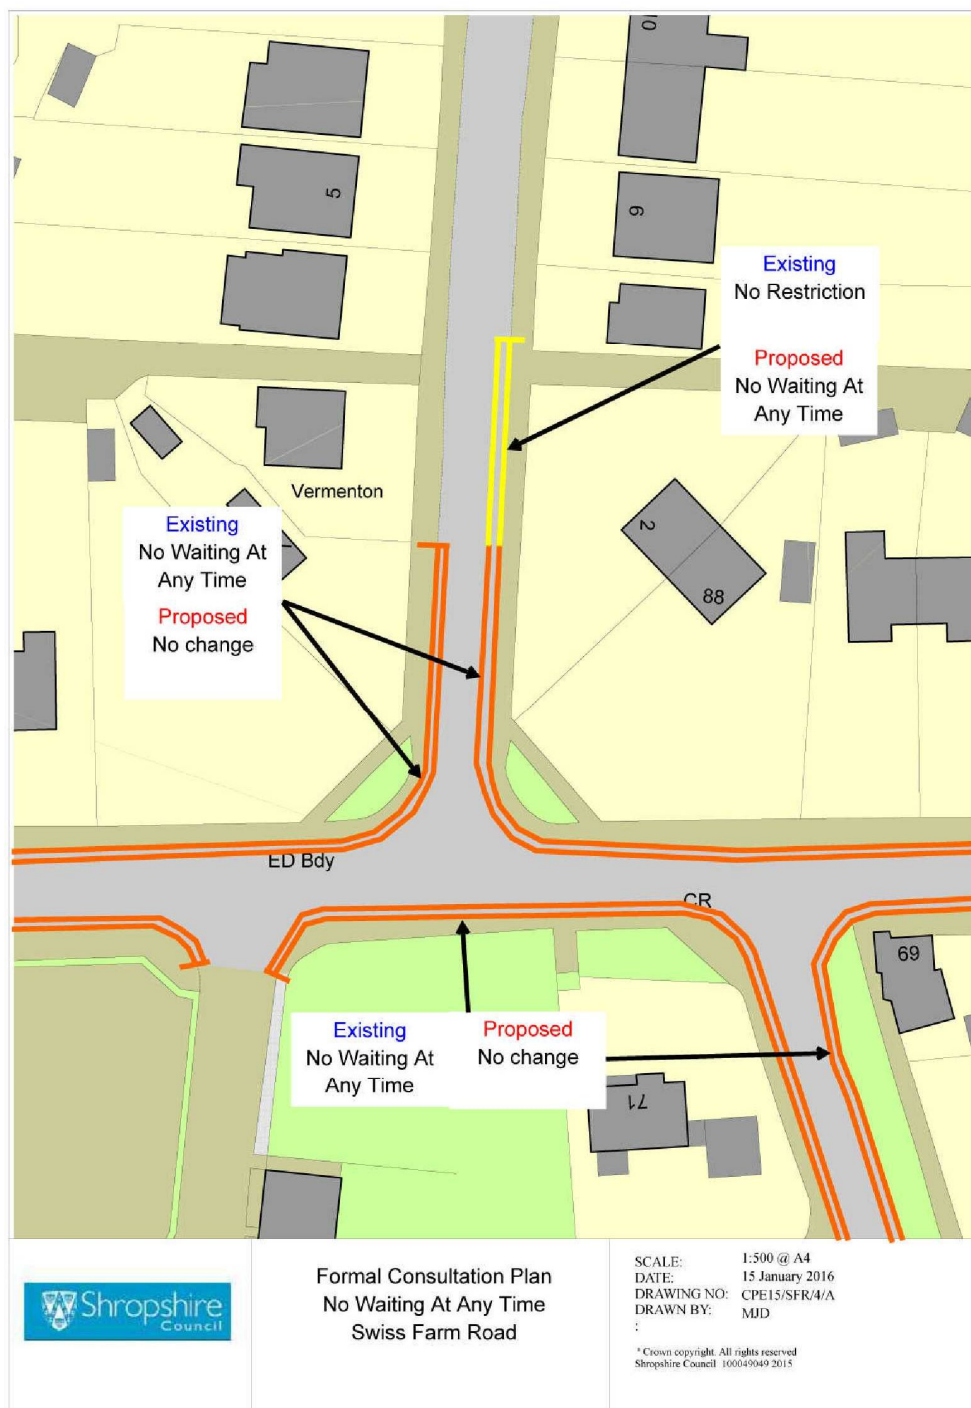 10
5
6
Existing
No Restriction
Proposed
No Waiting At
Any Time
Vermenton
Existing
No Waiting At
Any Time
Proposed
No change
2
88
ED Bdy
CR
69
Existing
No Waiting At
Any Time
Proposed
No change
71
Shropshire
Council
Formal Consultation Plan
No Waiting At Any Time
Swiss Farm Road
SCALE: 1:500 @ A4
DATE: 15 January 2016
DRAWING NO: CPE15/SFR/4/A
DRAWN BY: MJD
:
© Crown copyright. All rights reserved
Shropshire Council 100049049 2015